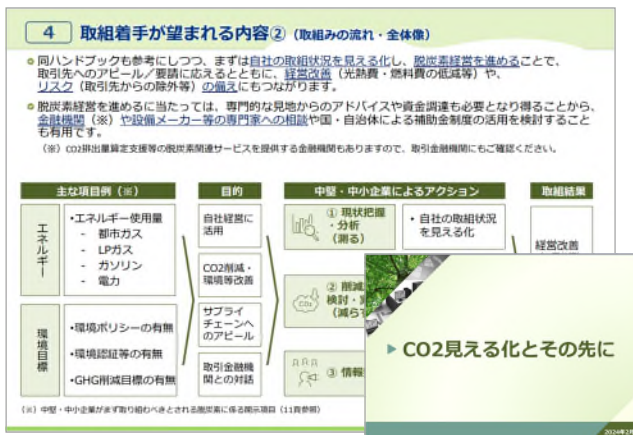 4 取組着手が望まれる内容② (取組みの流れ・全体像)
同ハンドブックも参考にしつつ、まずは自社の取組状況を見える化し、脱炭素経営を進めることで、
取引先へのアピール/要請に応えるとともに、経営改善(光熱費・燃料費の低減等)や、
リスク(取引先からの除外等)の備えにもつながります。
脱炭素経営を進めるに当たっては、専門的な見地からのアドバイスや資金調達も必要となり得ることから、
金融機関(※)や設備メーカー等の専門家への相談や国・自治体による補助金制度の活用を検討すること
も有用です。
(※)CO2排出量算定支援等の脱炭素関連サービスを提供する金融機関もありますので、取引金融機関にもご確認ください。
主な項目例(※)
目的
中堅・中小企業によるアクション
取組結果
エネルギー
•エネルギー使用量
- 都市ガス
- LPガス
- ガソリン
- 電力
環境目標
•環境ポリシーの有無
•環境認証等の有無
•GHG削減目標の有無
自社経営に
活用
CO2削減・
環境等改善
サプライ
チェーンへ
のアピール
取引金融機
関との対話
① 現状把握
・分析
(測る)
• 自社の取組状況
を見える化
② 削減
検討・
(減ら
③ 情報
経営改善
(※)中堅・中小企業がまず取り組むべきとされる脱炭素に係る開示項目(11頁参照)
CO2見える化とその先に
2024年2月